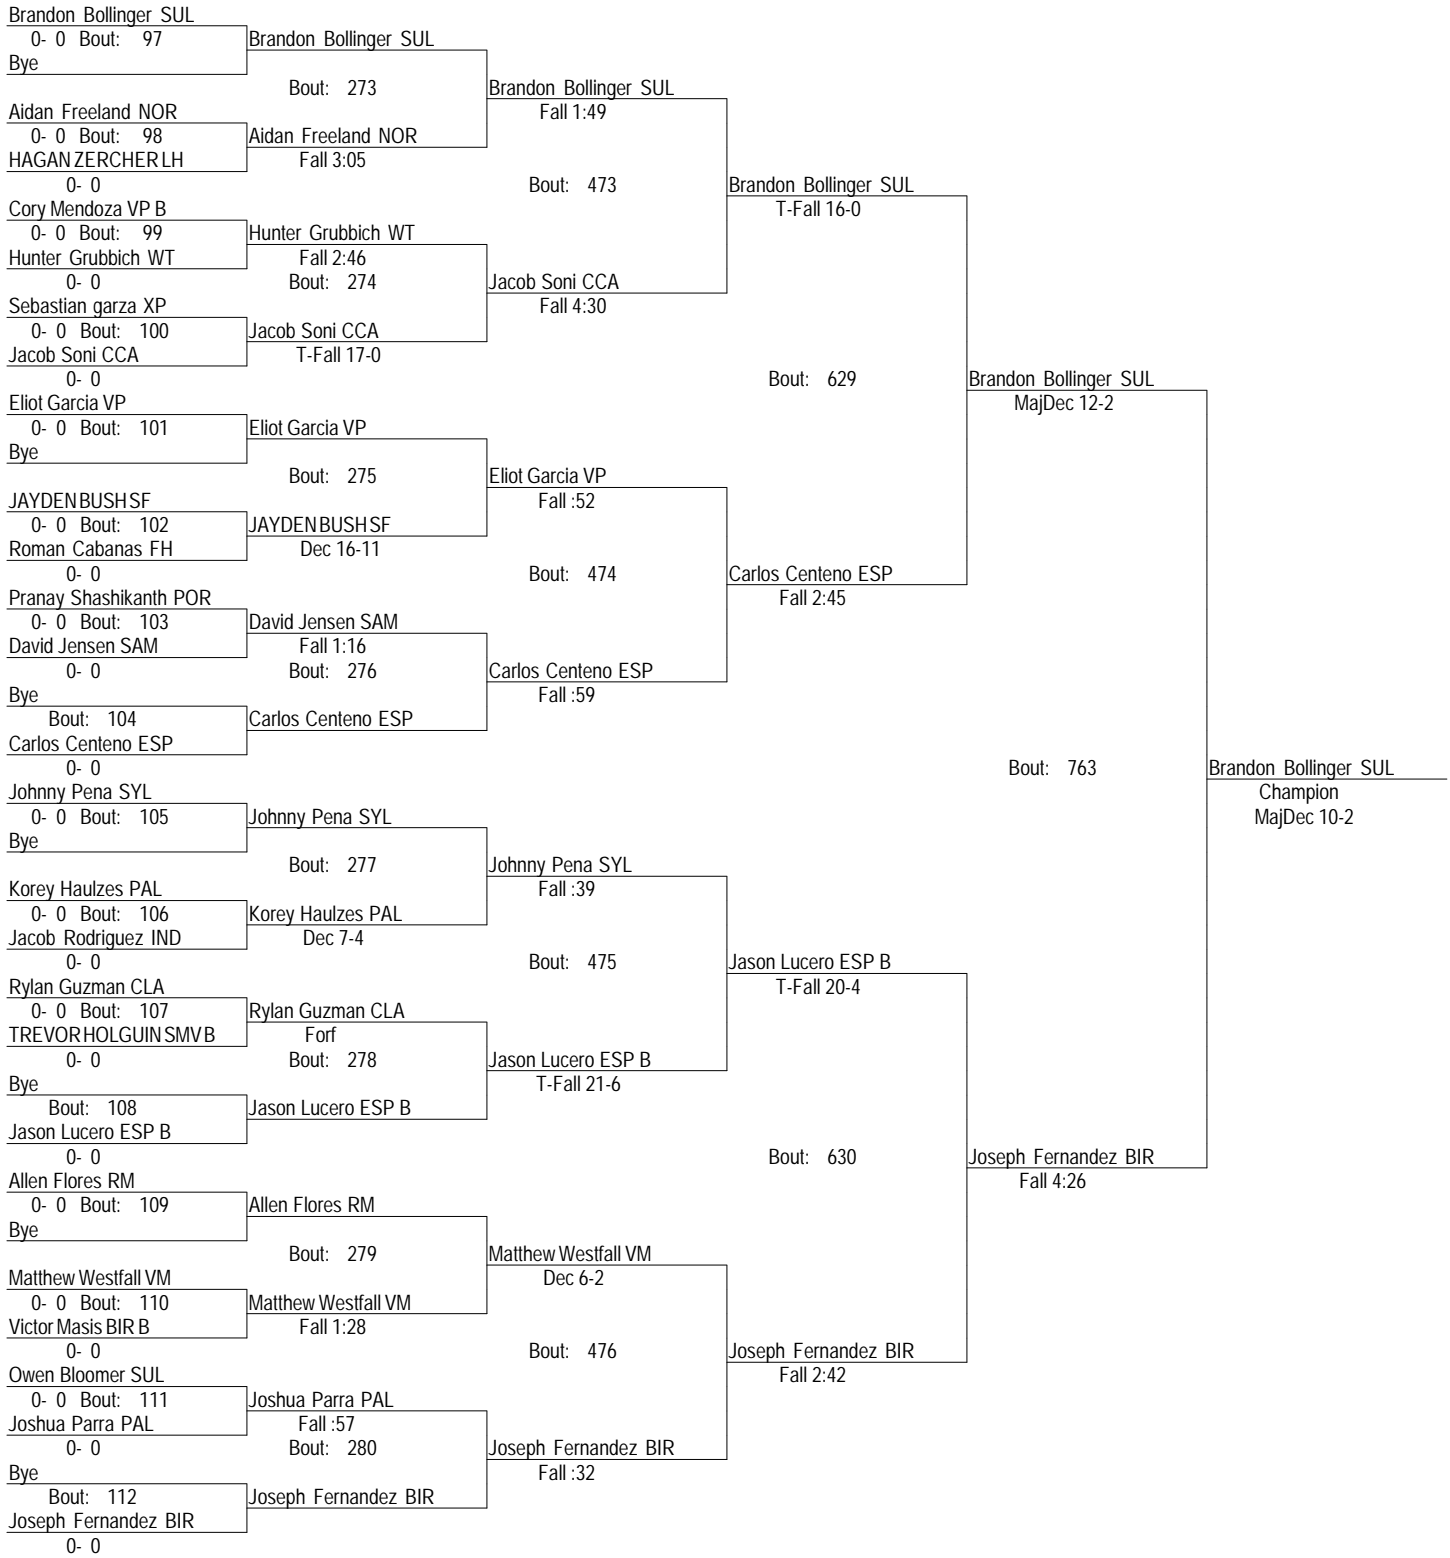 Brandon Bollinger SUL
0- 0 Bout: 97 Brandon Bollinger SUL
Bye
Bout: 273 Brandon Bollinger SUL
Aidan Freeland NOR Fall 1:49
0- 0 Bout: 98 Aidan Freeland NOR
HAGAN ZERCHER LH Fall 3:05
0- 0 Bout: 473 Brandon Bollinger SUL
Cory Mendoza VP B T-Fall 16-0
0- 0 Bout: 99 Hunter Grubbich WT
Hunter Grubbich WT Fall 2:46
0- 0 Bout: 274 Jacob Soni CCA
Sebastian garza XP Fall 4:30
0- 0 Bout: 100 Jacob Soni CCA
Jacob Soni CCA T-Fall 17-0
0- 0 Bout: 629 Brandon Bollinger SUL
Eliot Garcia VP MajDec 12-2
0- 0 Bout: 101 Eliot Garcia VP
Bye
Bout: 275 Eliot Garcia VP
JAYDEN BUSH SF Fall :52
0- 0 Bout: 102 JAYDEN BUSH SF
Roman Cabanas FH Dec 16-11
0- 0 Bout: 474 Carlos Centeno ESP
Pranay Shashikanth POR Fall 2:45
0- 0 Bout: 103 David Jensen SAM
David Jensen SAM Fall 1:16
0- 0 Bout: 276 Carlos Centeno ESP
Bye Fall :59
Bout: 104 Carlos Centeno ESP
Carlos Centeno ESP
0- 0 Bout: 763 Brandon Bollinger SUL
Johnny Pena SYL Champion
0- 0 Bout: 105 Johnny Pena SYL MajDec 10-2
Bye
Bout: 277 Johnny Pena SYL
Korey Haulzes PAL Fall :39
0- 0 Bout: 106 Korey Haulzes PAL
Jacob Rodriguez IND Dec 7-4
0- 0 Bout: 475 Jason Lucero ESP B
Rylan Guzman CLA T-Fall 20-4
0- 0 Bout: 107 Rylan Guzman CLA
TREVOR HOLGUIN SMV B Forf
0- 0 Bout: 278 Jason Lucero ESP B
Bye T-Fall 21-6
Bout: 108 Jason Lucero ESP B
Jason Lucero ESP B
0- 0 Bout: 630 Joseph Fernandez BIR
Allen Flores RM Fall 4:26
0- 0 Bout: 109 Allen Flores RM
Bye
Bout: 279 Matthew Westfall VM
Matthew Westfall VM Dec 6-2
0- 0 Bout: 110 Matthew Westfall VM
Victor Masis BIR B Fall 1:28
0- 0 Bout: 476 Joseph Fernandez BIR
Owen Bloomer SUL Fall 2:42
0- 0 Bout: 111 Joshua Parra PAL
Joshua Parra PAL Fall :57
0- 0 Bout: 280 Joseph Fernandez BIR
Bye Fall :32
Bout: 112 Joseph Fernandez BIR
Joseph Fernandez BIR
0- 0